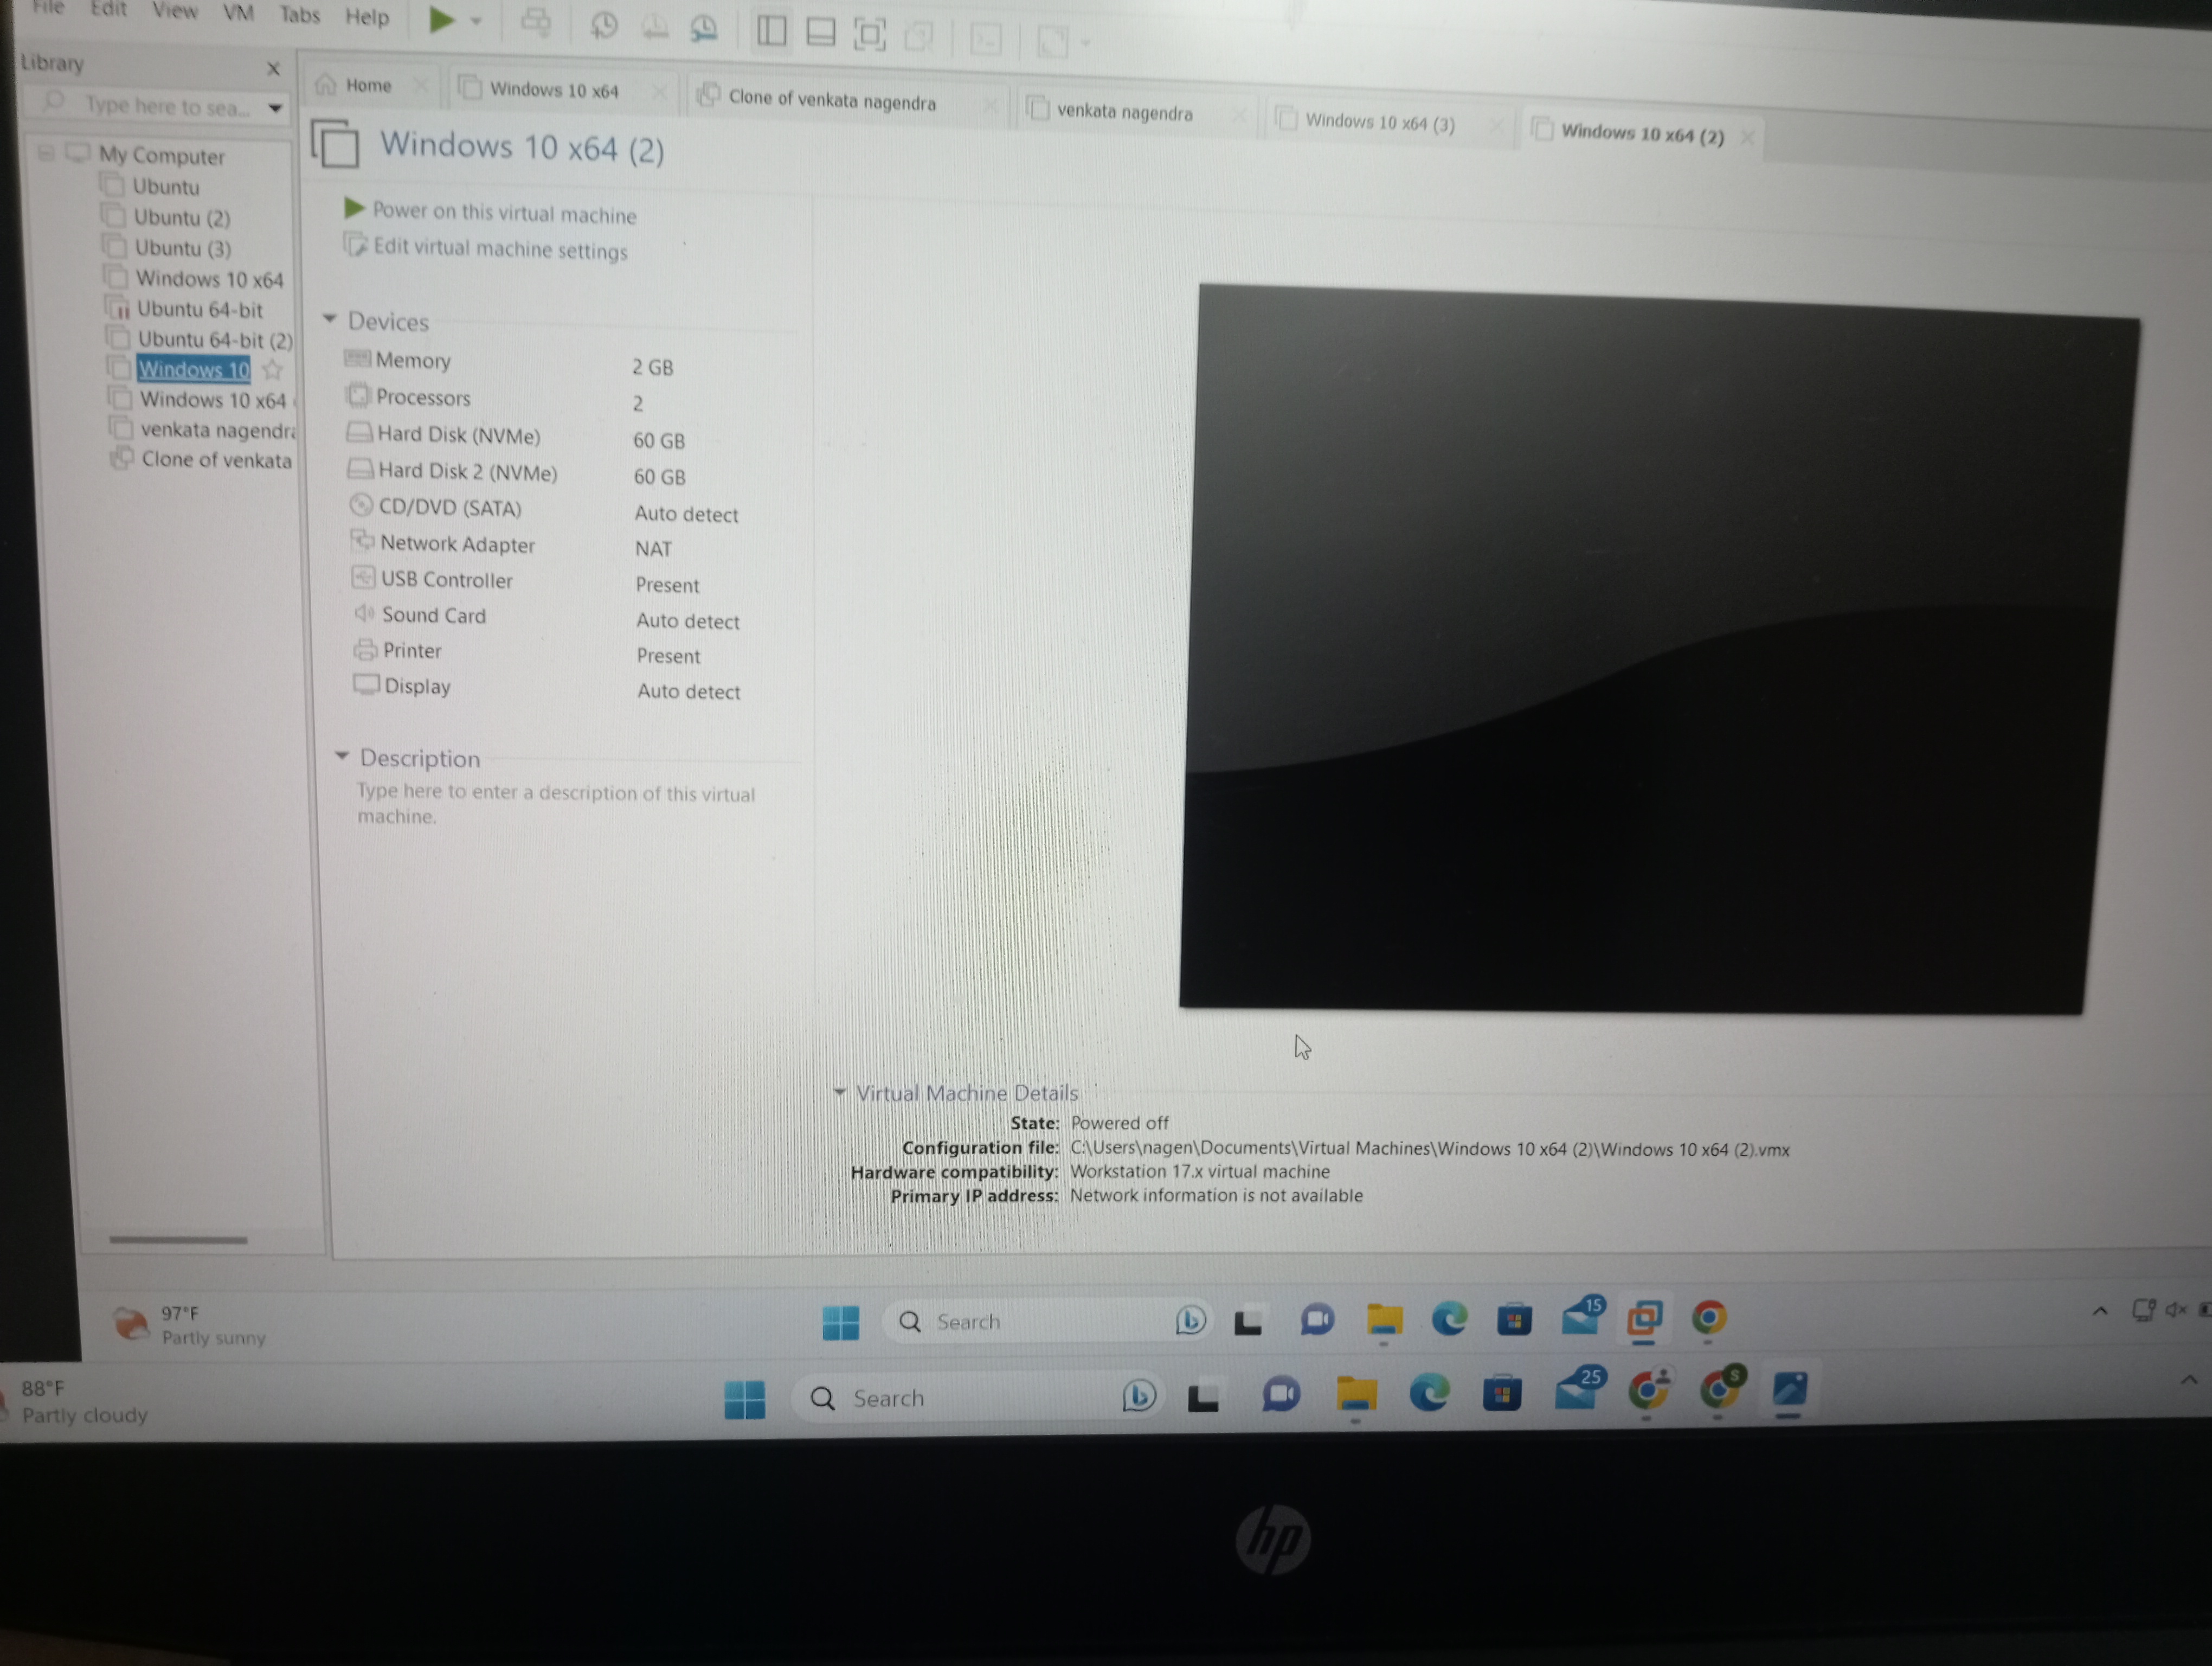 File Edit View VM Tabs Help
Library
Type here to sea...
My Computer
Ubuntu
Ubuntu (2)
Ubuntu (3)
Windows 10 x64
Ubuntu 64-bit
Ubuntu 64-bit (2)
Windows 10
Windows 10 x64
venkata nagendra
Clone of venkata
Home
Windows 10 x64
Clone of venkata nagendra
venkata nagendra
Windows 10 x64 (3)
Windows 10 x64 (2)
Windows 10 x64 (2)
Power on this virtual machine
Edit virtual machine settings
Devices
Memory 2 GB
Processors 2
Hard Disk (NVMe) 60 GB
Hard Disk 2 (NVMe) 60 GB
CD/DVD (SATA) Auto detect
Network Adapter NAT
USB Controller Present
Sound Card Auto detect
Printer Present
Display Auto detect
Description
Type here to enter a description of this virtual
machine.
Virtual Machine Details
State: Powered off
Configuration file: C:\Users\nagen\Documents\Virtual Machines\Windows 10 x64 (2)\Windows 10 x64 (2).vmx
Hardware compatibility: Workstation 17.x virtual machine
Primary IP address: Network information is not available
97°F
Partly sunny
Search
15
88°F
Partly cloudy
Search
25
S
hp